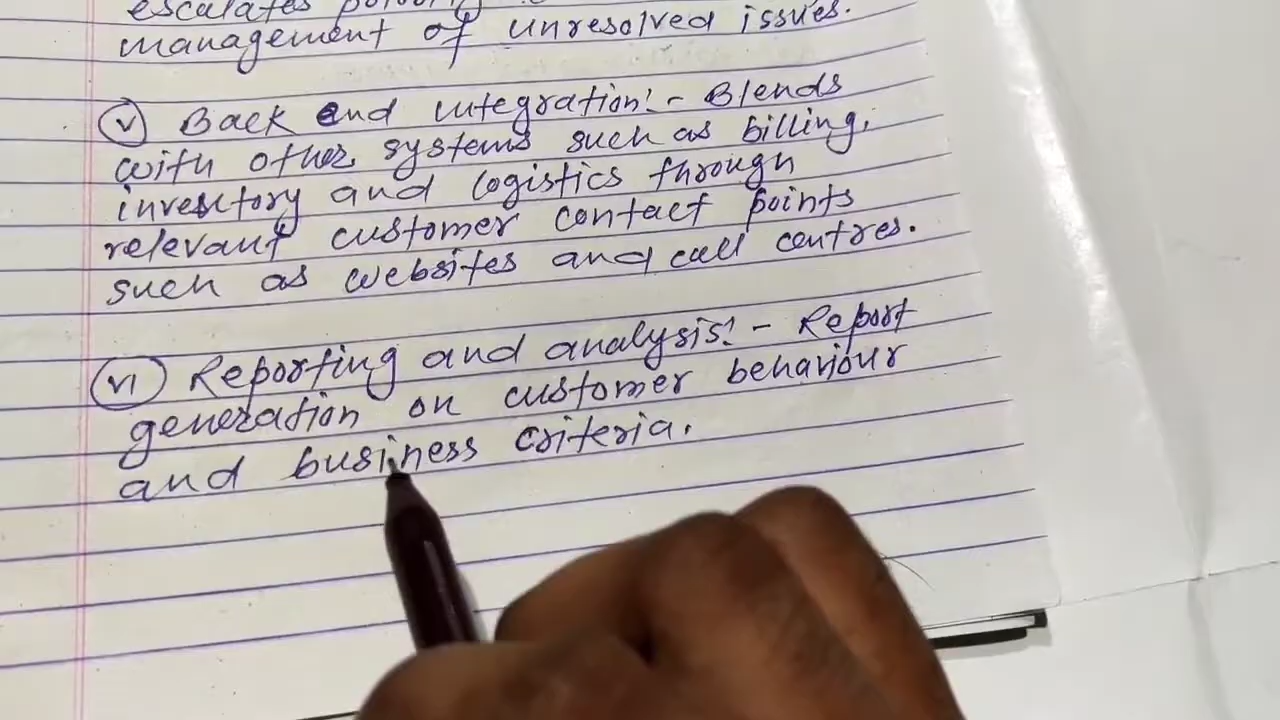 escalates
management of unresolved issues.
(v) Back end integration:- Blends
with other systems such as billing,
inventory and logistics through
relevant customer contact points
such as websites and call centres.
(vi) Reporting and analysis:- Report
generation on customer behaviour
and business criteria.